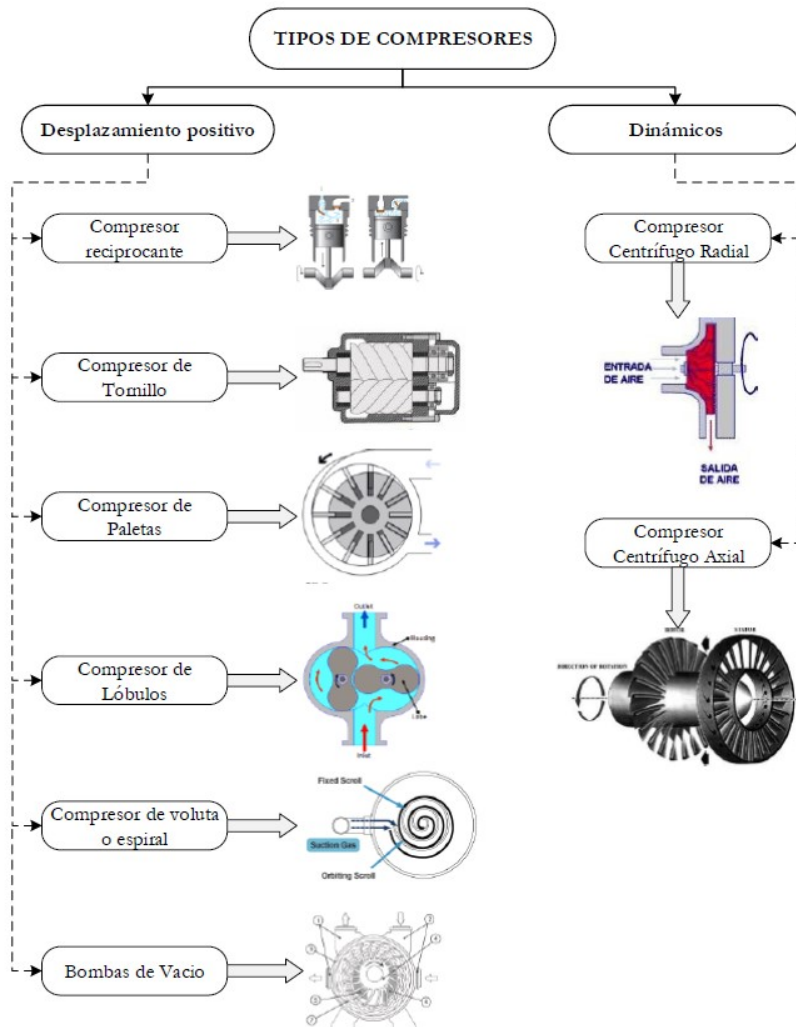 TIPOS DE COMPRESORES
Desplazamiento positivo
Dinámicos
Compresor
reciprocante
Compresor de
Tornillo
Compresor de
Paletas
Compresor de
Lóbulos
Outlet
Housing
Lobe
Inlet
Compresor de voluta
o espiral
Fixed Scroll
Suction Gas
Orbiting Scroll
Bombas de Vacio
Compresor
Centrífugo Radial
ENTRADA
DE AIRE
SALIDA
DE AIRE
Compresor
Centrífugo Axial
ROTOR
STATOR
DIRECTION OF ROTATION